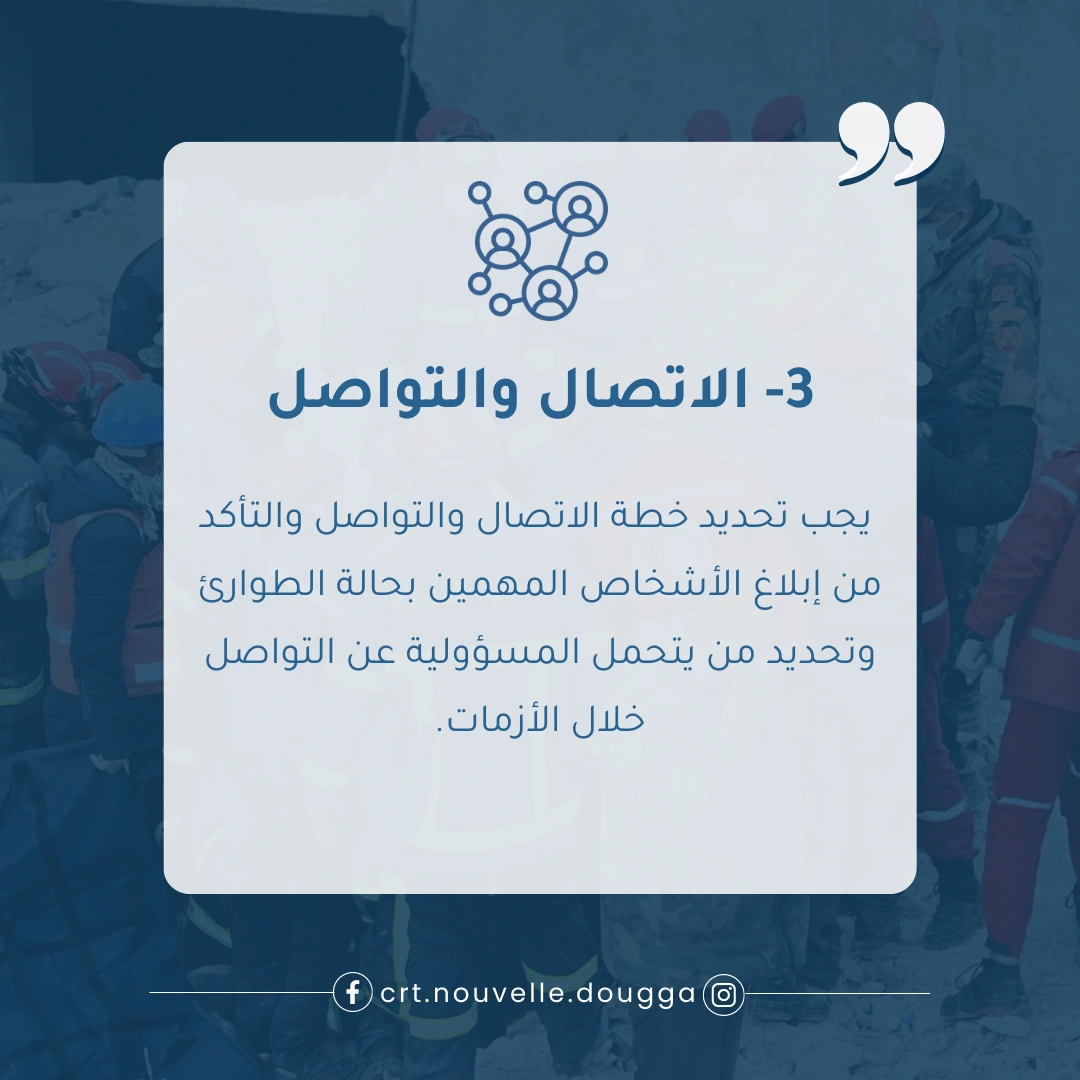 3- الاتصال والتواصل
يجب تحديد خطة الاتصال والتواصل والتأكد
من إبلاغ الأشخاص المهمين بحالة الطوارئ
وتحديد من يتحمل المسؤولية عن التواصل
خلال الأزمات.
crt.nouvelle.dougga